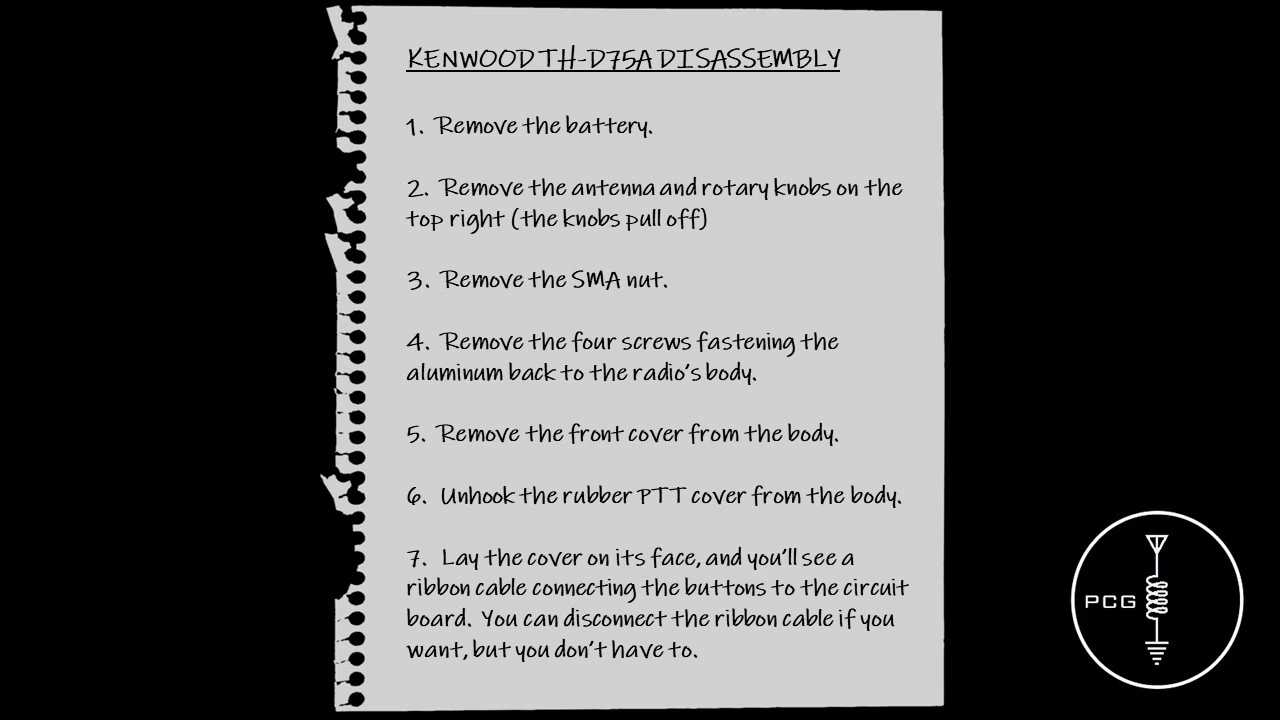 KENWOOD TH-D75A DISASSEMBLY
1. Remove the battery.
2. Remove the antenna and rotary knobs on the
top right (the knobs pull off)
3. Remove the SMA nut.
4. Remove the four screws fastening the
aluminum back to the radio's body.
5. Remove the front cover from the body.
6. Unhook the rubber PTT cover from the body.
7. Lay the cover on its face, and you'll see a
ribbon cable connecting the buttons to the circuit
board. You can disconnect the ribbon cable if you
want, but you don't have to.
PCG